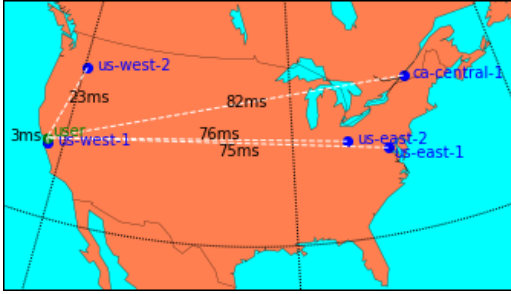 us-west-2
ca-central-1
23ms
82ms
user
3ms
us-west-1
76ms
us-east-2
75ms
us-east-1